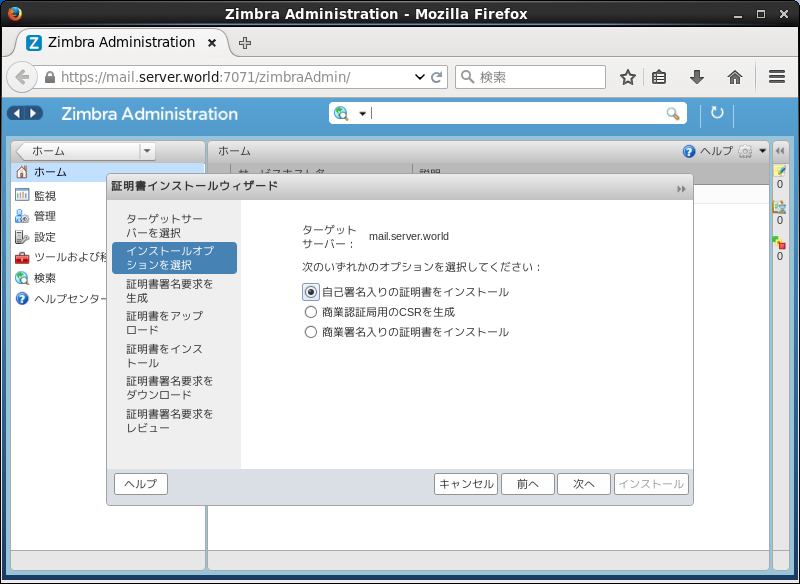 Zimbra Administration - Mozilla Firefox
Zimbra Administration
https://mail.server.world:7071/zimbraAdmin/
検索
Zimbra Administration
ホーム
ホーム
ヘルプ
ホーム
監視
管理
設定
ツールおよび移
検索
ヘルプセンター
0
0
0
証明書インストールウィザード
ターゲットサー
バーを選択
インストールオプ
ションを選択
証明書署名要求を
生成
証明書をアップ
ロード
証明書をインス
トール
証明書署名要求を
ダウンロード
証明書署名要求を
レビュー
ターゲット
サーバー：
mail.server.world
次のいずれかのオプションを選択してください：
自己署名入りの証明書をインストール
商業認証局用のCSRを生成
商業署名入りの証明書をインストール
ヘルプ
キャンセル
前へ
次へ
インストール